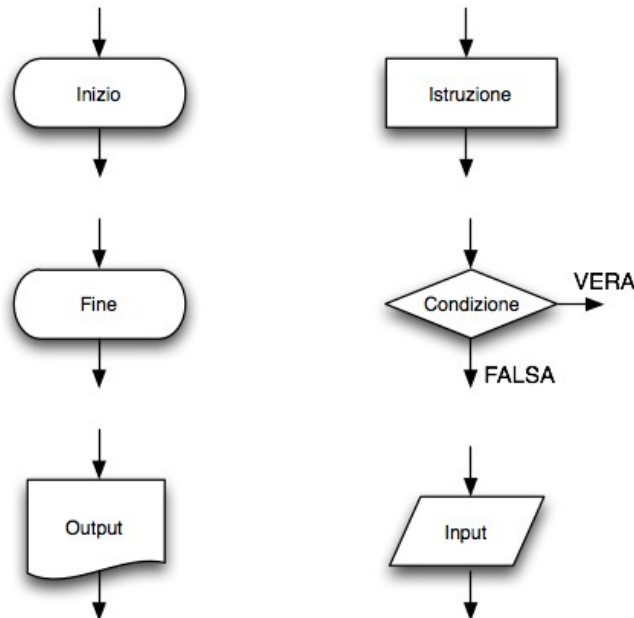 Inizio
Istruzione
Fine
Condizione
VERA
FALSA
Output
Input